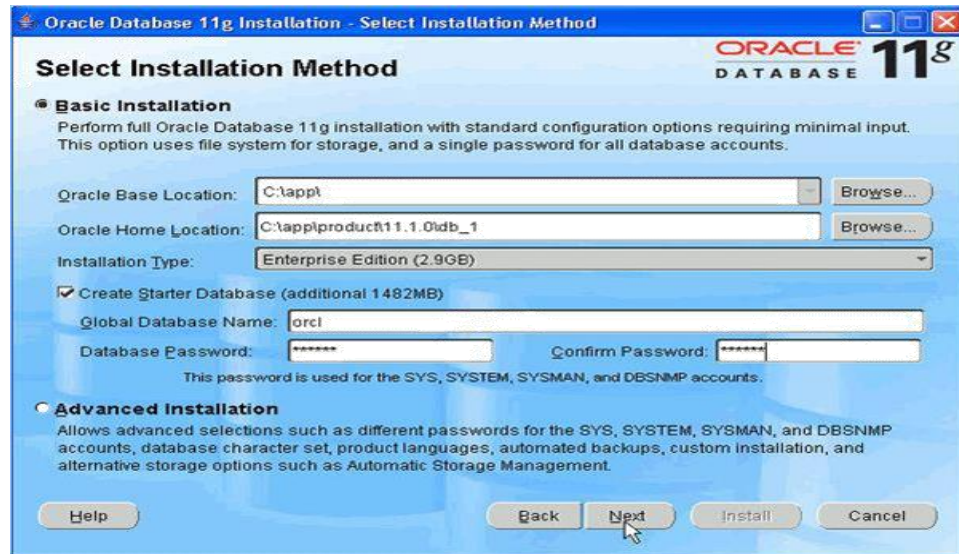 Oracle Database 11g Installation - Select Installation Method
Select Installation Method
ORACLE 11g
DATABASE
Basic Installation
Perform full Oracle Database 11g installation with standard configuration options requiring minimal input.
This option uses file system for storage, and a single password for all database accounts.
Oracle Base Location: C:\app\ Browse...
Oracle Home Location: C:\app\product\11.1.0\db_1 Browse...
Installation Type: Enterprise Edition (2.9GB)
Create Starter Database (additional 1482MB)
Global Database Name: orcl
Database Password: ****** Confirm Password: ******
This password is used for the SYS, SYSTEM, SYSMAN, and DBSNMP accounts.
Advanced Installation
Allows advanced selections such as different passwords for the SYS, SYSTEM, SYSMAN, and DBSNMP
accounts, database character set, product languages, automated backups, custom installation, and
alternative storage options such as Automatic Storage Management.
Help Back Next Install Cancel